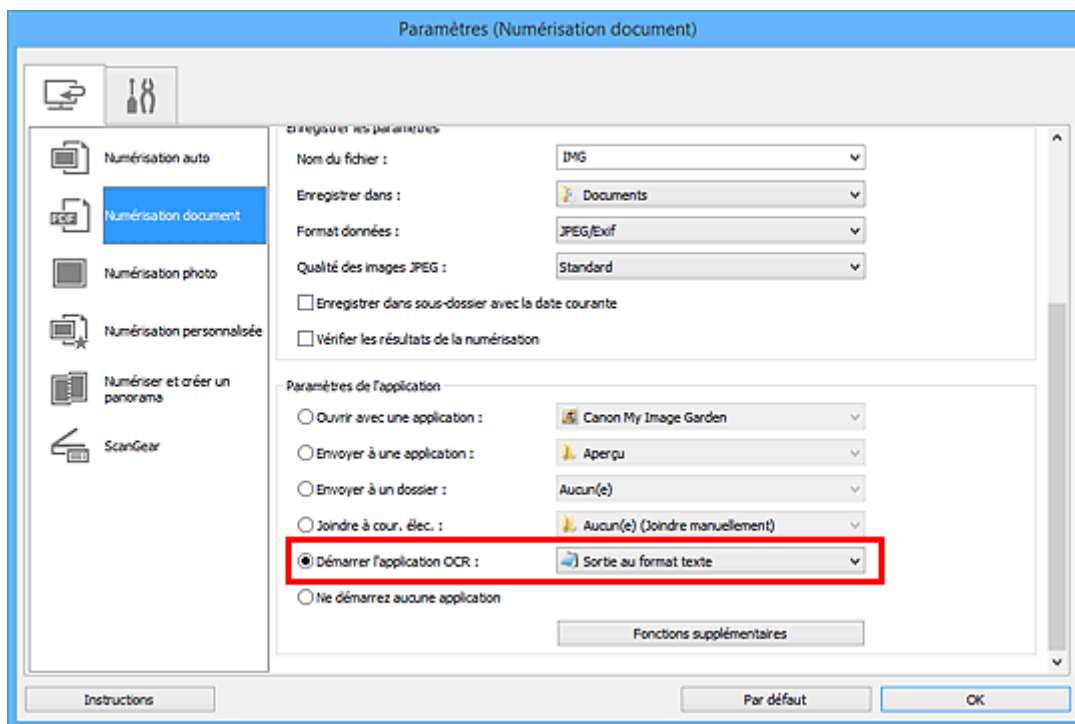 Paramètres (Numérisation document)
Numérisation auto
PDF
Numérisation document
Numérisation photo
Numérisation personnalisée
Numériser et créer un
panorama
ScanGear
Enregistrer les paramètres
Nom du fichier : IMG
Enregistrer dans : Documents
Format données : JPEG/Exif
Qualité des images JPEG : Standard
Enregistrer dans sous-dossier avec la date courante
Vérifier les résultats de la numérisation
Paramètres de l'application
Ouvrir avec une application : Canon My Image Garden
Envoyer à une application : Aperçu
Envoyer à un dossier : Aucun(e)
Joindre à cour. élec. : Aucun(e) (Joindre manuellement)
Démarrer l'application OCR : Sortie au format texte
Ne démarrez aucune application
Fonctions supplémentaires
Instructions Par défaut OK